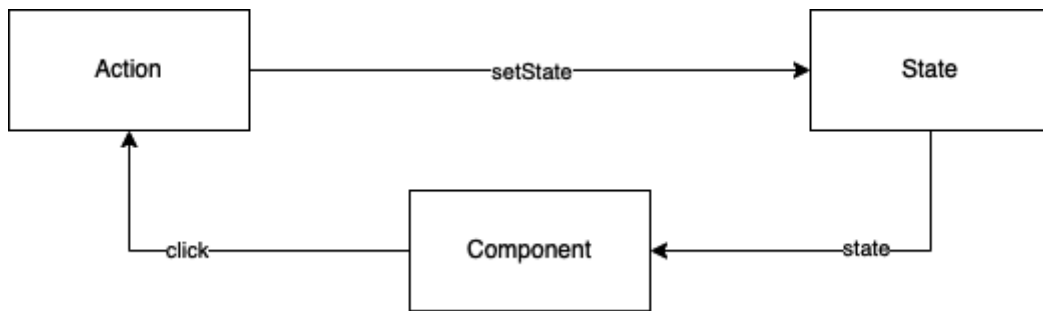 Action
setState
State
click
Component
state